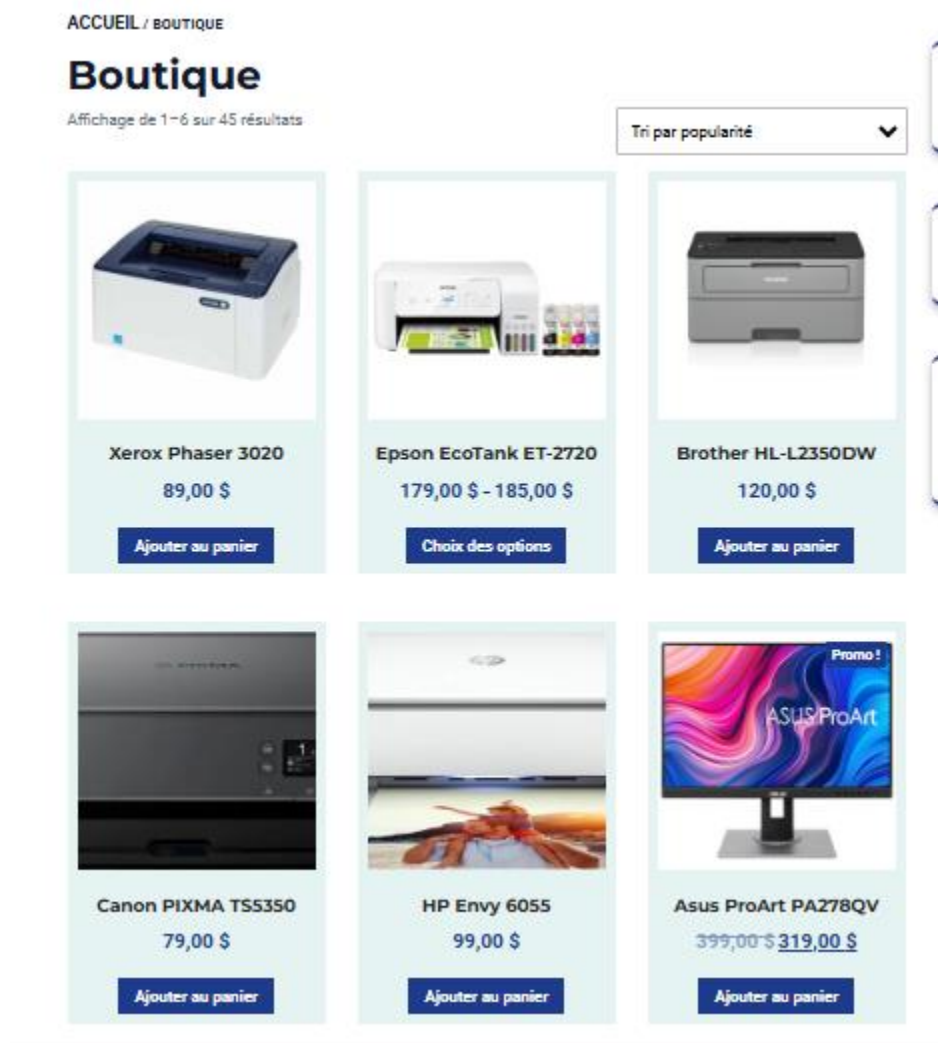 ACCUEIL / BOUTIQUE
Boutique
Affichage de 1–6 sur 45 résultats
Tri par popularité
Xerox Phaser 3020
89,00 $
Ajouter au panier
Epson EcoTank ET-2720
179,00 $ - 185,00 $
Choix des options
Brother HL-L2350DW
120,00 $
Ajouter au panier
Canon PIXMA TS5350
79,00 $
Ajouter au panier
hp
HP Envy 6055
99,00 $
Ajouter au panier
Promo !
ASUS ProArt
Asus ProArt PA278QV
399,00 $ 319,00 $
Ajouter au panier